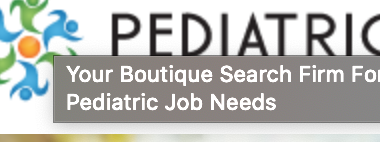 PEDIATRIC
Your Boutique Search Firm For
Pediatric Job Needs